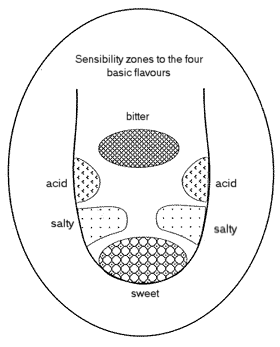 Sensibility zones to the four
basic flavours
bitter
acid
acid
salty
salty
sweet